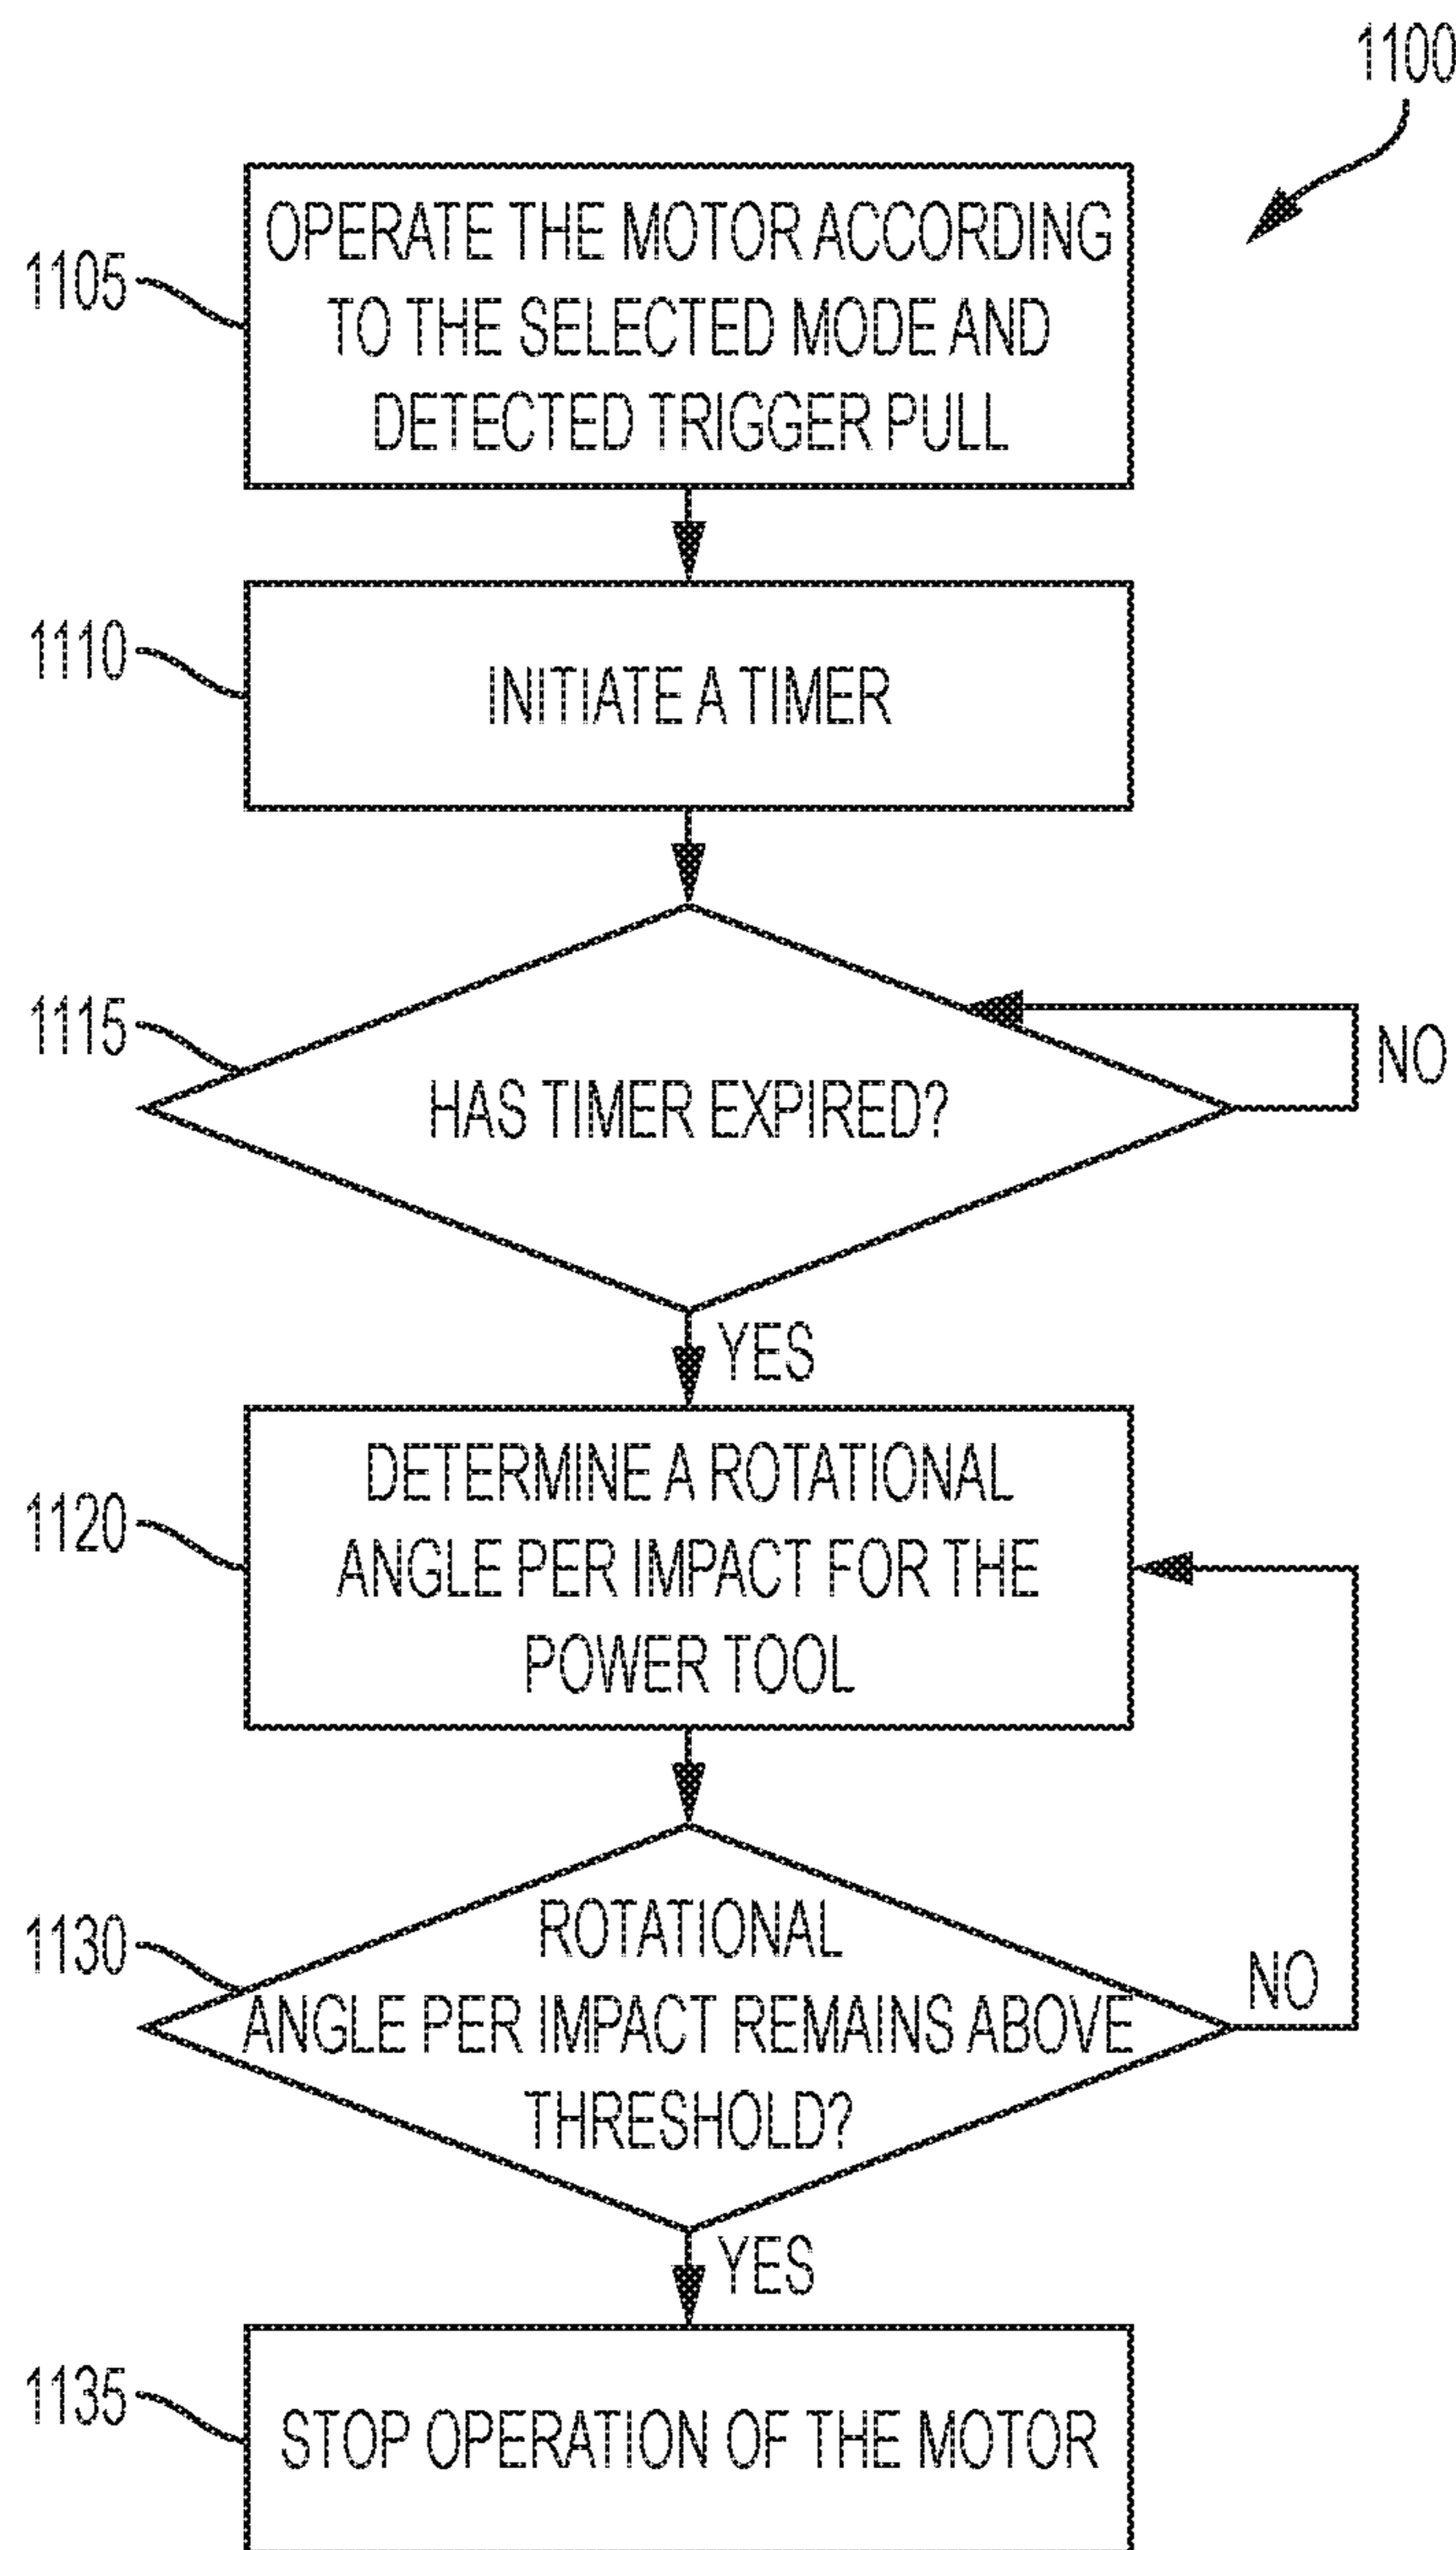 1100
1105
OPERATE THE MOTOR ACCORDING
TO THE SELECTED MODE AND
DETECTED TRIGGER PULL
1110
INITIATE A TIMER
1115
HAS TIMER EXPIRED?
NO
YES
1120
DETERMINE A ROTATIONAL
ANGLE PER IMPACT FOR THE
POWER TOOL
1130
ROTATIONAL
ANGLE PER IMPACT REMAINS ABOVE
THRESHOLD?
NO
YES
1135
STOP OPERATION OF THE MOTOR